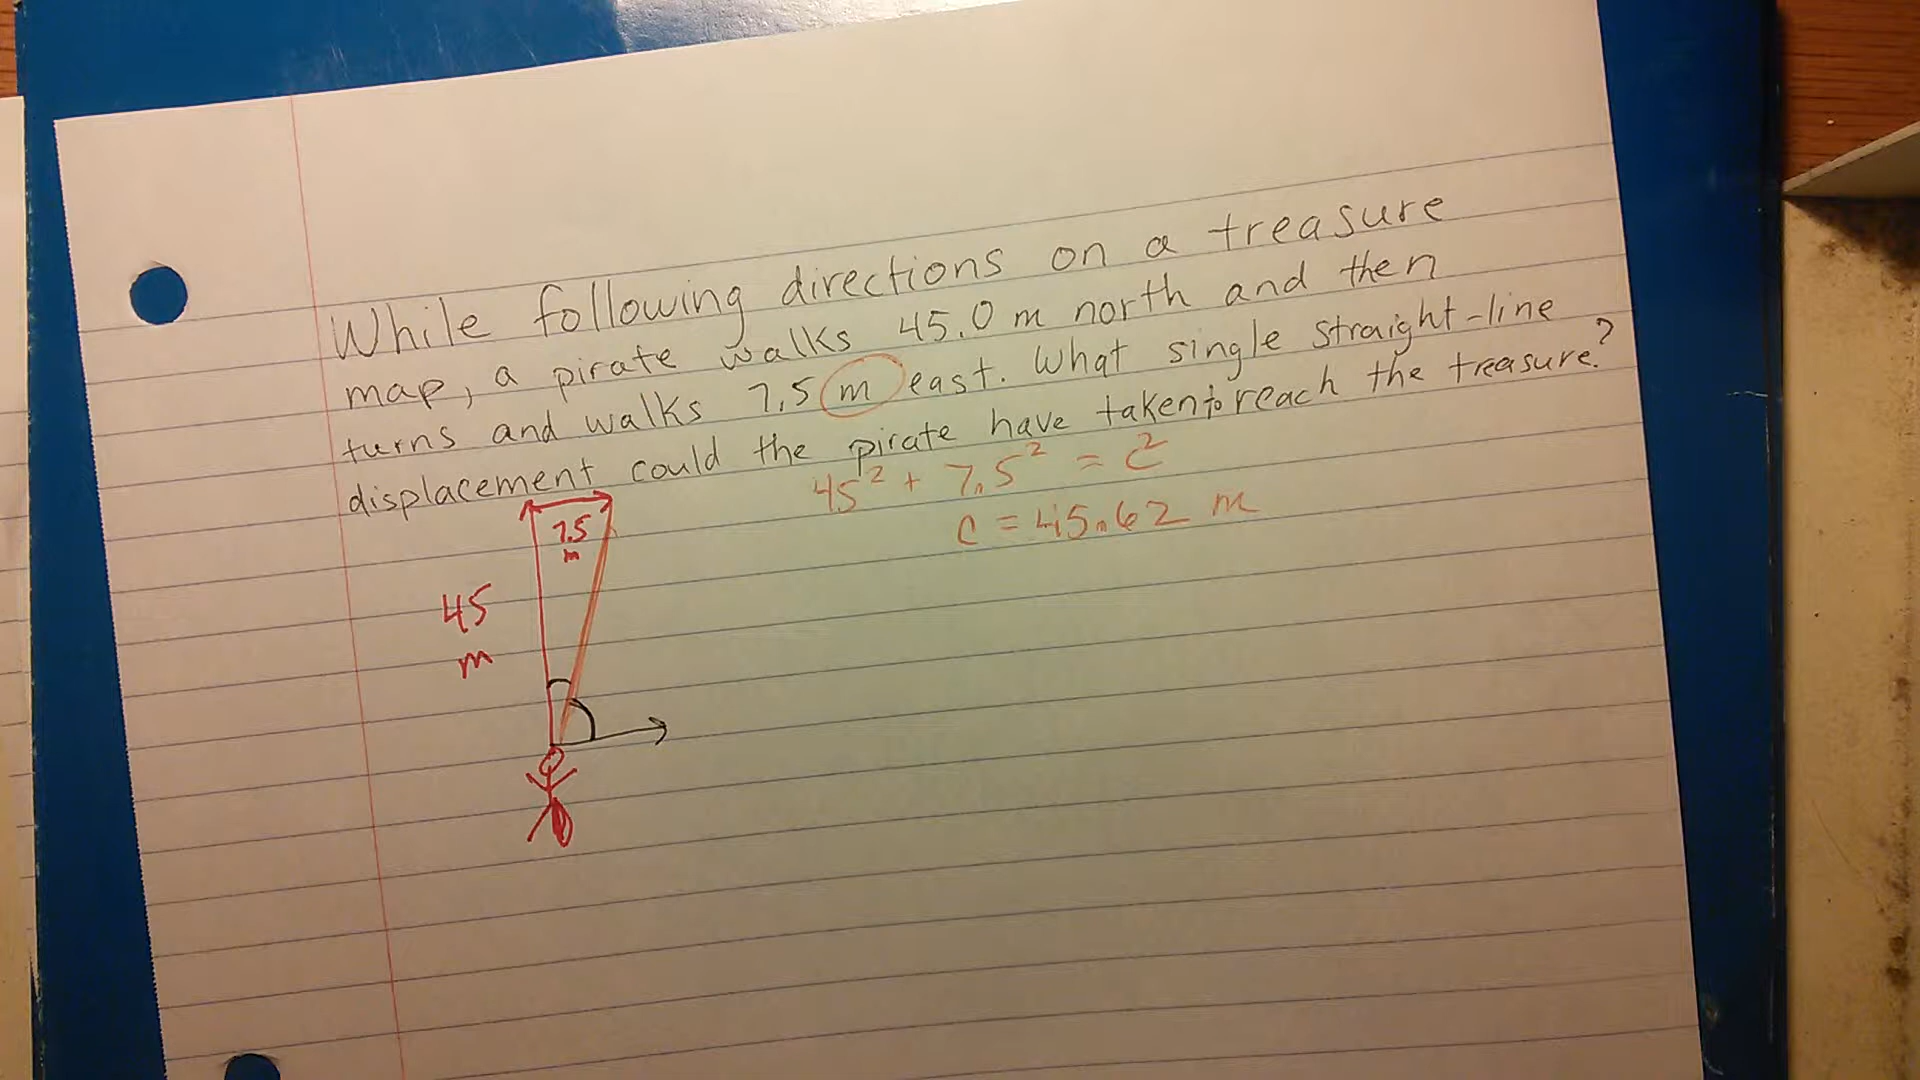 While following directions on a treasure
map, a pirate walks 45.0 m north and then
turns and walks 7.5 m east. What single straight-line
displacement could the pirate have taken to reach the treasure?
45² + 7.5² = c²
c = 45.62 m
7.5
m
45
m